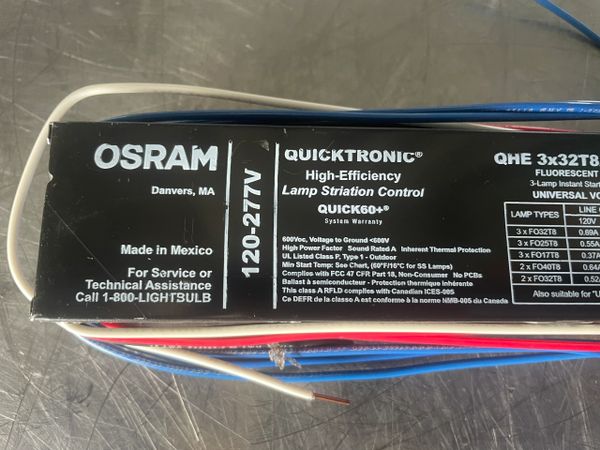 OSRAM
Danvers, MA
Made in Mexico
For Service or
Technical Assistance
Call 1-800-LIGHTBULB
120-277V
QUICKTRONIC®
High-Efficiency
Lamp Striation Control
QUICK60+®
System Warranty
600Voc, Voltage to Ground <600V
High Power Factor Sound Rated A Inherent Thermal Protection
UL Listed Class P, Type 1 - Outdoor
Min Start Temp: See Chart, (60°F/16°C for SS Lamps)
Complies with FCC 47 CFR Part 18, Non-Consumer No PCBs
Ballast à semiconducteur - Protection thermique inhérente
This class A RFLD complies with Canadian ICES-005
Ce DEFR de la classe A est conforme à la norme NMB-005 du Canada
QHE 3x32T8
FLUORESCENT
3-Lamp Instant Star
UNIVERSAL VO
LAMP TYPES LINE
120V
3 x FO32T8 0.69A
3 x FO25T8 0.55A
3 x FO17T8 0.37A
2 x FO40T8 0.64
2 x FO32T8 0.52
Also suitable for "U